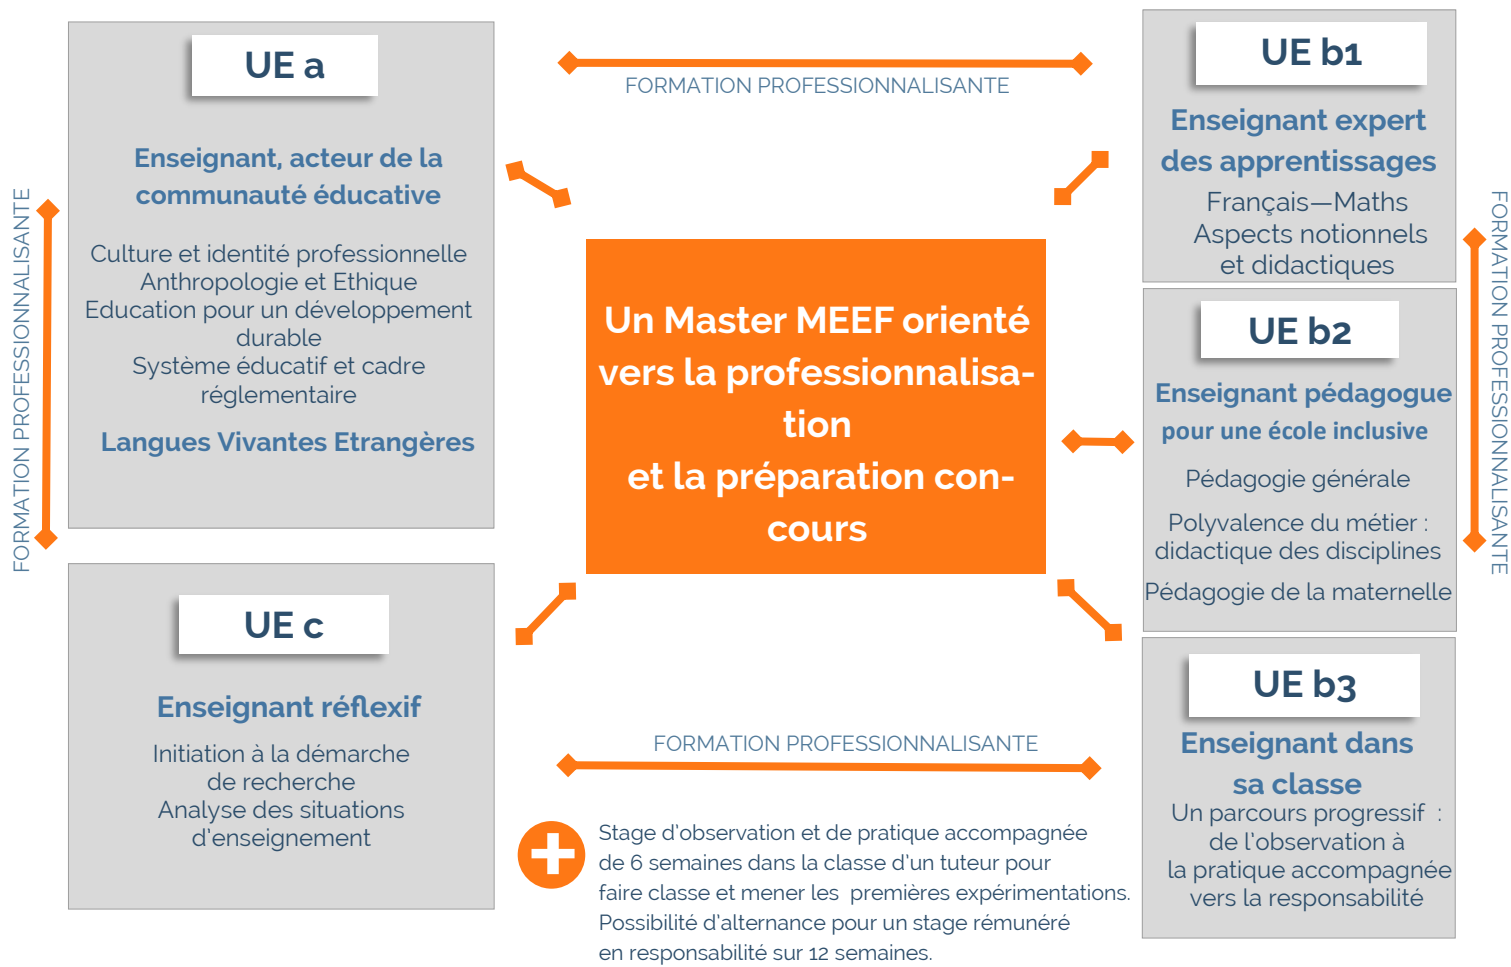 UE a
Enseignant, acteur de la
communauté éducative
Culture et identité professionnelle
Anthropologie et Ethique
Education pour un développement
durable
Système éducatif et cadre
réglementaire
Langues Vivantes Etrangères
FORMATION PROFESSIONNALISANTE
FORMATION PROFESSIONNALISANTE
UE b1
Enseignant expert
des apprentissages
Français—Maths
Aspects notionnels
et didactiques
FORMATION PROFESSIONNALISANTE
Un Master MEEF orienté
vers la professionnalisa-
tion
et la préparation con-
cours
UE b2
Enseignant pédagogue
pour une école inclusive
Pédagogie générale
Polyvalence du métier :
didactique des disciplines
Pédagogie de la maternelle
UE c
Enseignant réflexif
Initiation à la démarche
de recherche
Analyse des situations
d'enseignement
FORMATION PROFESSIONNALISANTE
Stage d'observation et de pratique accompagnée
de 6 semaines dans la classe d'un tuteur pour
faire classe et mener les premières expérimentations.
Possibilité d'alternance pour un stage rémunéré
en responsabilité sur 12 semaines.
UE b3
Enseignant dans
sa classe
Un parcours progressif :
de l'observation à
la pratique accompagnée
vers la responsabilité